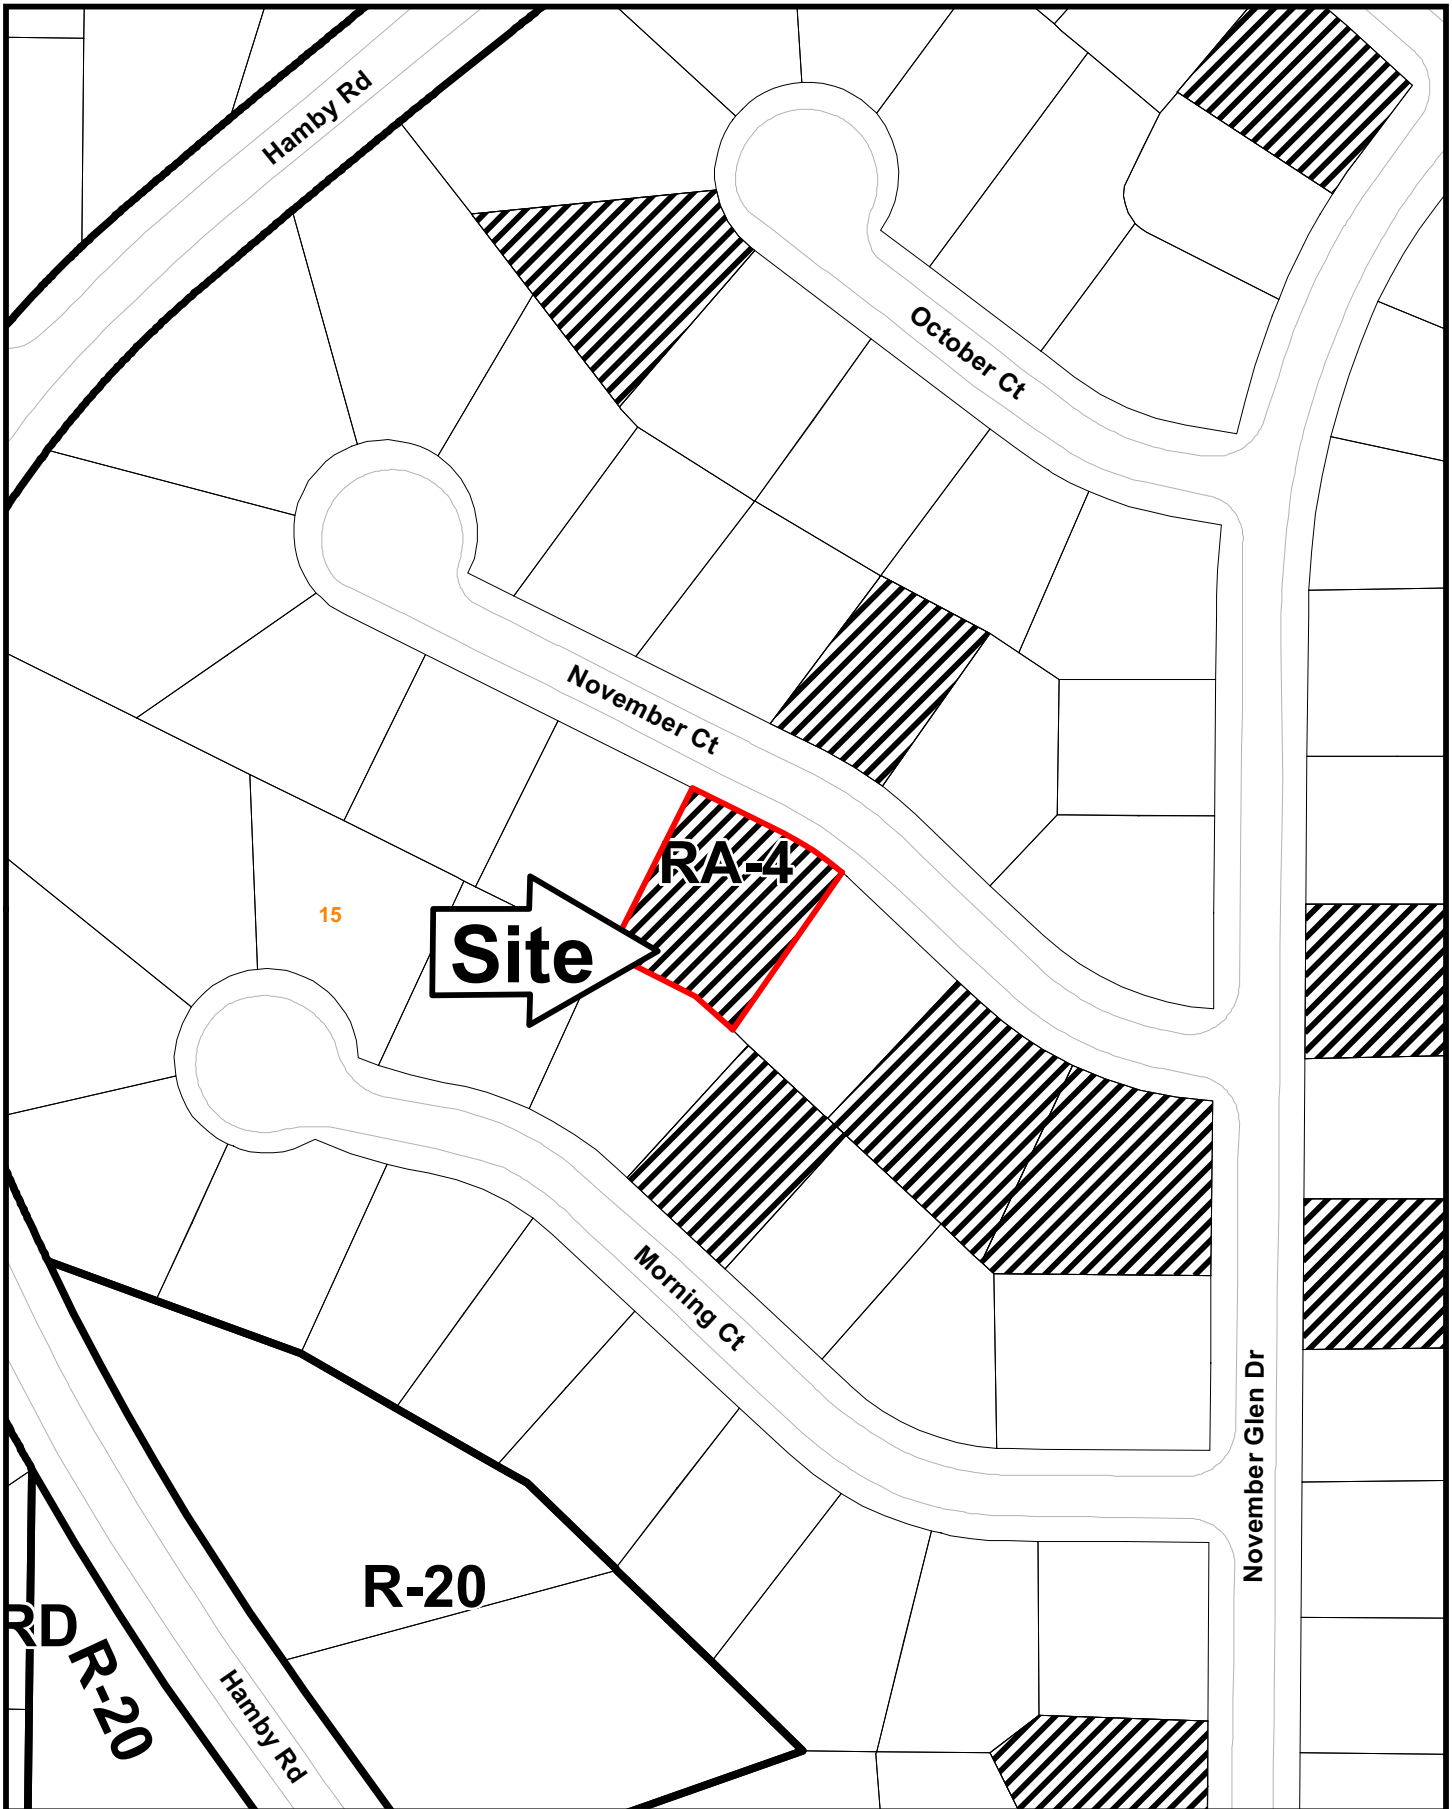 Hamby Rd
October Ct
November Ct
RA-4
15
Site
Morning Ct
November Glen Dr
R-20
RD
R-20
Hamby Rd